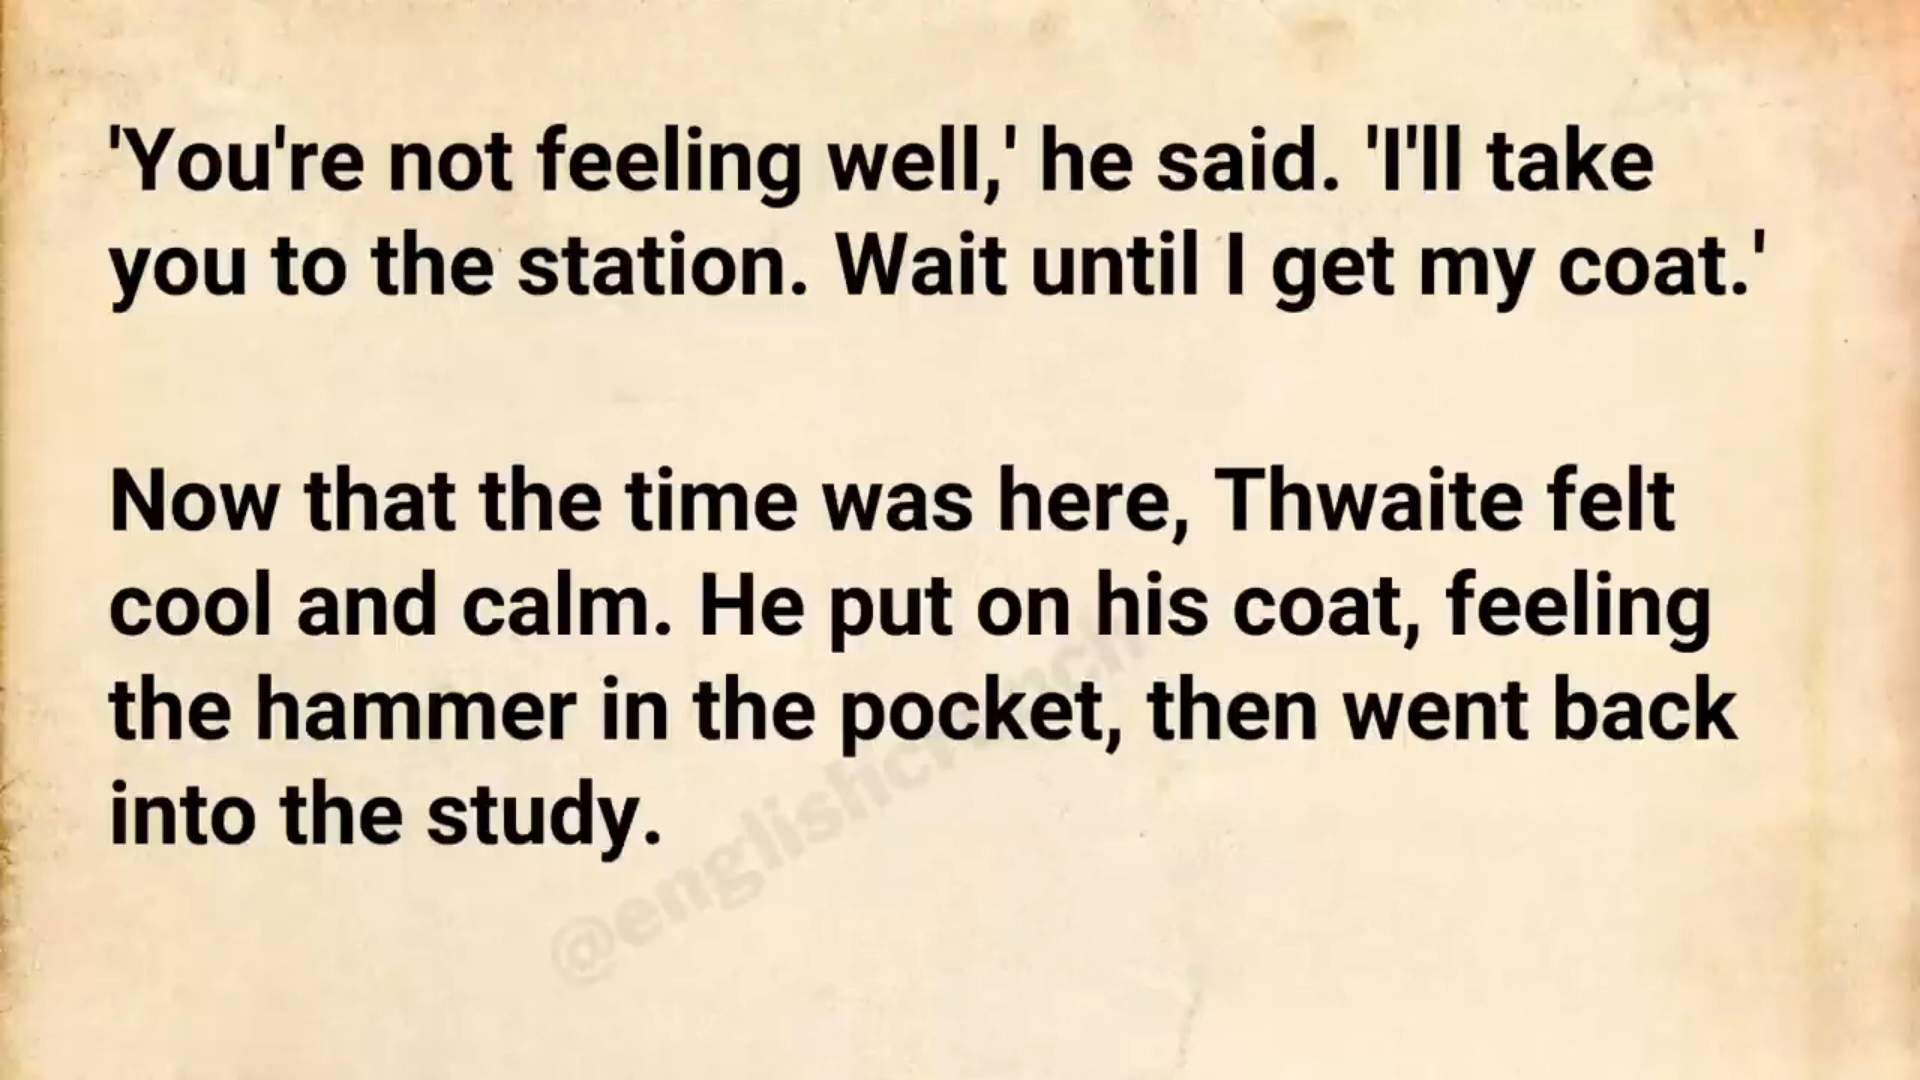 'You're not feeling well,' he said. 'I'll take
you to the station. Wait until I get my coat.'
Now that the time was here, Thwaite felt
cool and calm. He put on his coat, feeling
the hammer in the pocket, then went back
into the study.